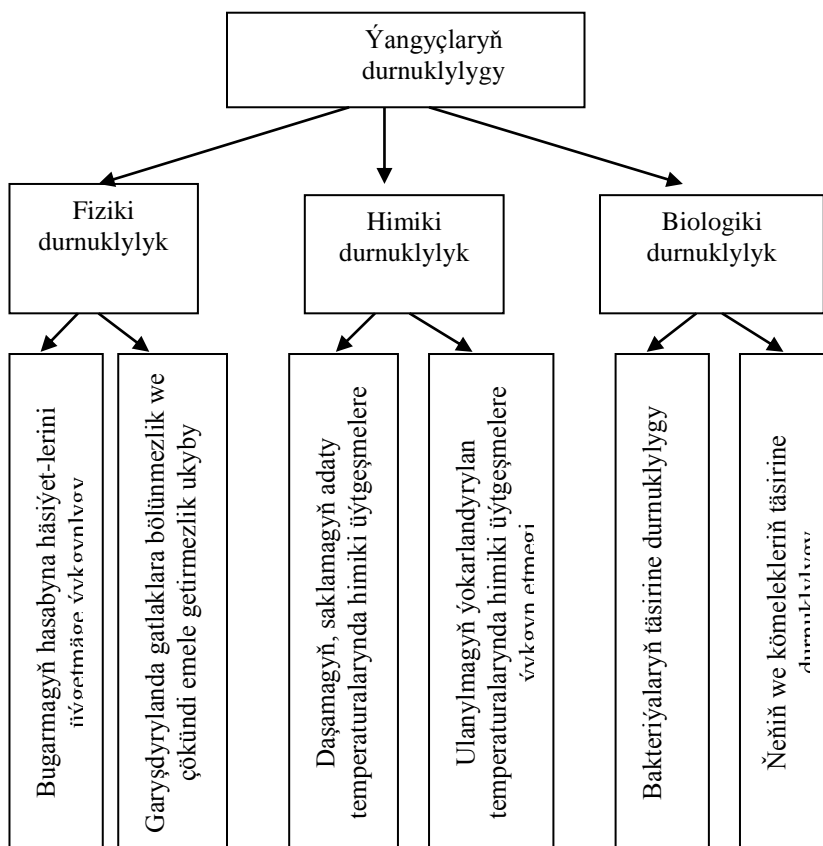 Ýangyçlaryň
durnuklylygy
Fiziki
durnuklylyk
Himiki
durnuklylyk
Biologiki
durnuklylyk
Bugarmagyň hasabyna häsiýet-lerini
Garyşdyrylanda gatlaklara bölünmezlik we
çökündi emele getirmezlik ukyby
Daşamagyň, saklamagyň adaty
temperaturalarynda himiki üýtgeşmelere
Ulanylmagyň ýokarlandyrylan
temperaturalarynda himiki üýtgeşmelere
Bakteriýalaryň täsirine durnuklylygy
Ňeňiň we kömelekleriň täsirine
durnuklylygy